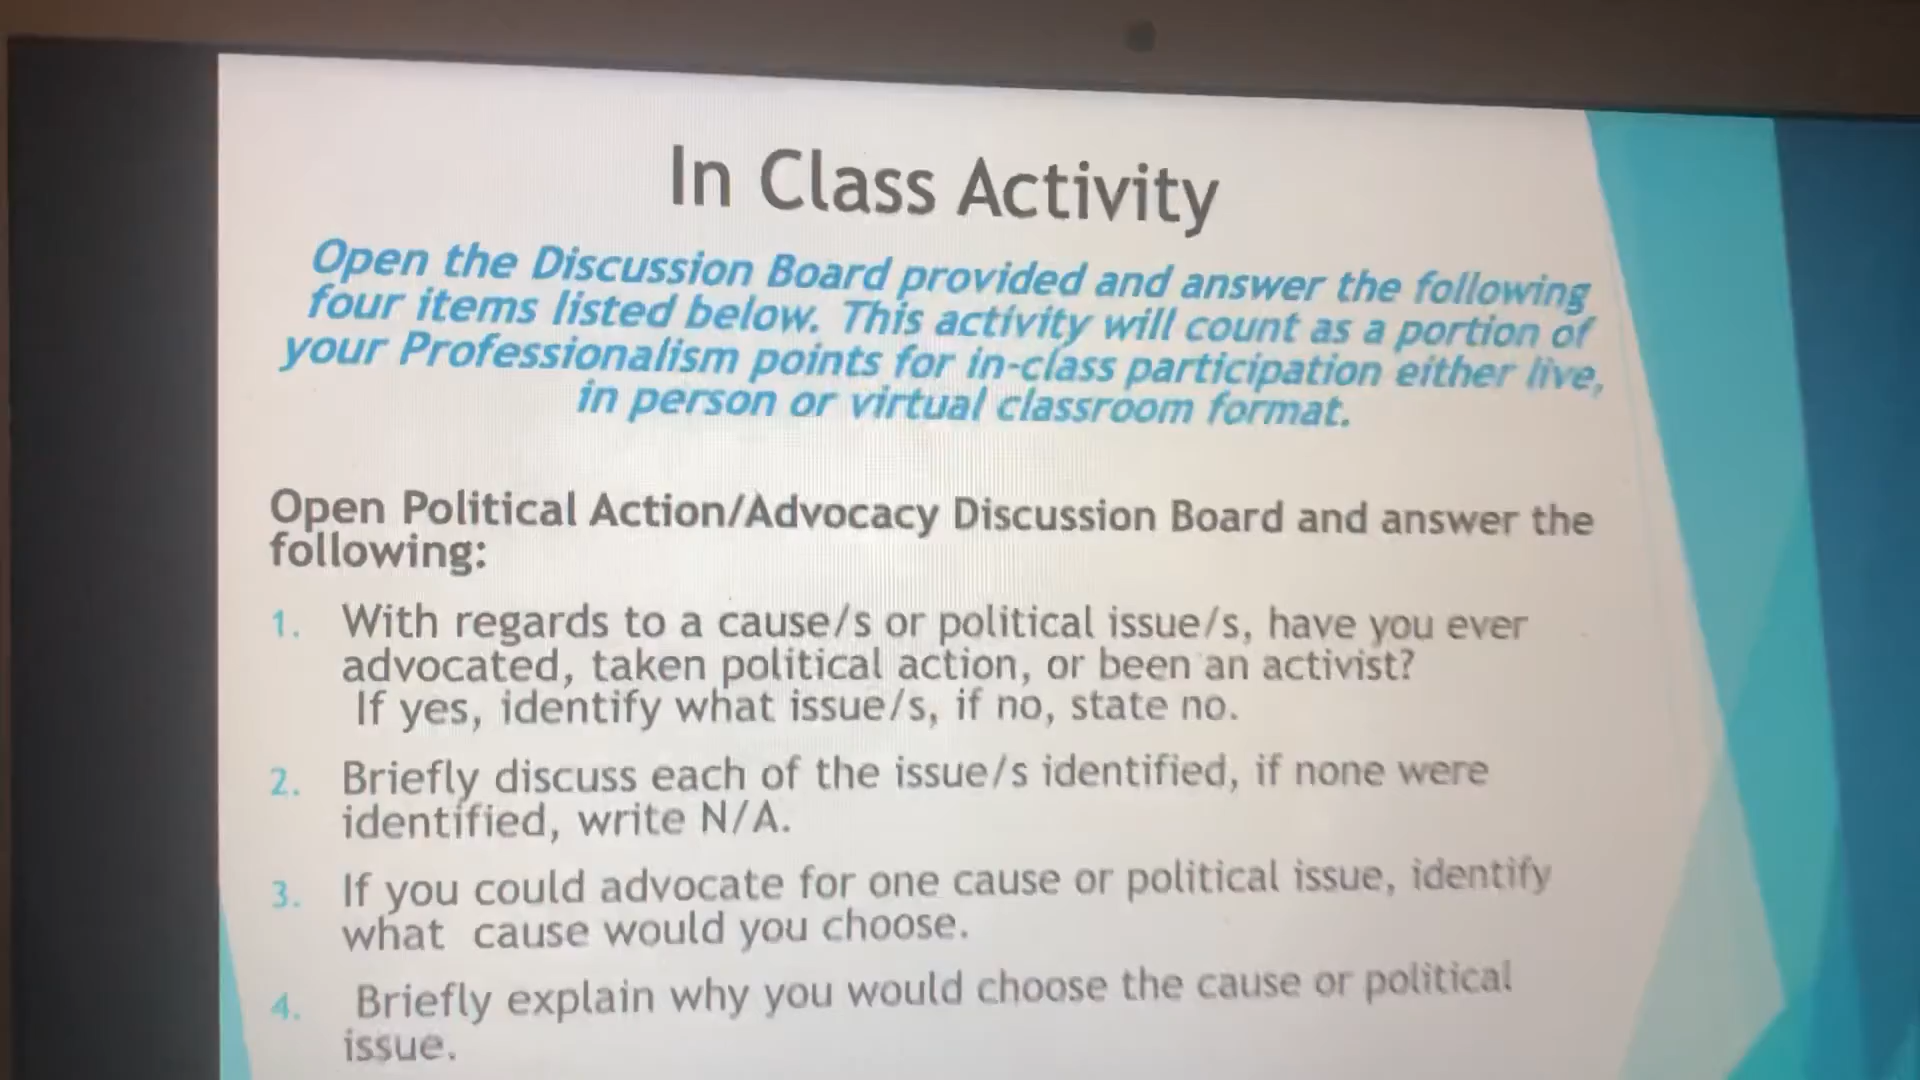 In Class Activity
Open the Discussion Board provided and answer the following
four items listed below. This activity will count as a portion of
your Professionalism points for in-class participation either live,
in person or virtual classroom format.
Open Political Action/Advocacy Discussion Board and answer the
following:
1. With regards to a cause/s or political issue/s, have you ever
advocated, taken political action, or been an activist?
If yes, identify what issue/s, if no, state no.
2. Briefly discuss each of the issue/s identified, if none were
identified, write N/A.
3. If you could advocate for one cause or political issue, identify
what cause would you choose.
4. Briefly explain why you would choose the cause or political
issue.